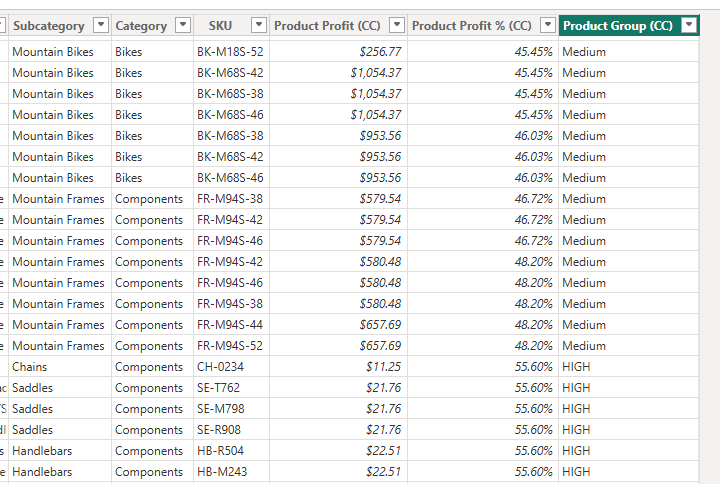 Subcategory Category SKU Product Profit (CC) Product Profit % (CC) Product Group (CC)
Mountain Bikes Bikes BK-M18S-52 $256.77 45.45% Medium
Mountain Bikes Bikes BK-M68S-42 $1,054.37 45.45% Medium
Mountain Bikes Bikes BK-M68S-38 $1,054.37 45.45% Medium
Mountain Bikes Bikes BK-M68S-46 $1,054.37 45.45% Medium
Mountain Bikes Bikes BK-M68S-38 $953.56 46.03% Medium
Mountain Bikes Bikes BK-M68S-42 $953.56 46.03% Medium
Mountain Bikes Bikes BK-M68S-46 $953.56 46.03% Medium
e Mountain Frames Components FR-M94S-38 $579.54 46.72% Medium
e Mountain Frames Components FR-M94S-42 $579.54 46.72% Medium
e Mountain Frames Components FR-M94S-46 $579.54 46.72% Medium
e Mountain Frames Components FR-M94S-42 $580.48 48.20% Medium
e Mountain Frames Components FR-M94S-46 $580.48 48.20% Medium
e Mountain Frames Components FR-M94S-38 $580.48 48.20% Medium
e Mountain Frames Components FR-M94S-44 $657.69 48.20% Medium
e Mountain Frames Components FR-M94S-52 $657.69 48.20% Medium
Chains Components CH-0234 $11.25 55.60% HIGH
Saddles Components SE-T762 $21.76 55.60% HIGH
Saddles Components SE-M798 $21.76 55.60% HIGH
Saddles Components SE-R908 $21.76 55.60% HIGH
s Handlebars Components HB-R504 $22.51 55.60% HIGH
e Handlebars Components HB-M243 $22.51 55.60% HIGH